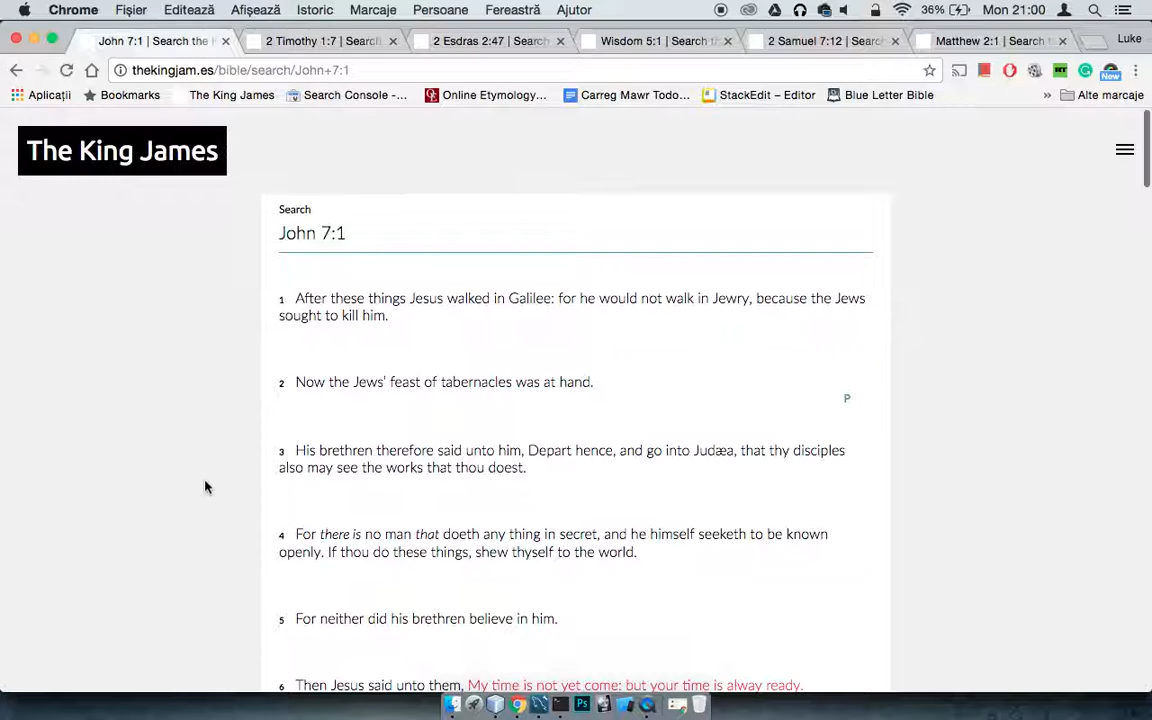 Chrome Fișier Editează Afișează Istoric Marcaje Persoane Fereastră Ajutor 36% Mon 21:00
John 7:1 | Search the 2 Timothy 1:7 | Search 2 Esdras 2:47 | Search Wisdom 5:1 | Search th 2 Samuel 7:12 | Search Matthew 2:1 | Search t Luke
thekingjam.es/bible/search/John+7:1 New
Aplicații Bookmarks The King James Search Console -... Online Etymology... Carreg Mawr Todo... StackEdit – Editor Blue Letter Bible » Alte marcaje
The King James
Search
John 7:1
1 After these things Jesus walked in Galilee: for he would not walk in Jewry, because the Jews
sought to kill him.
2 Now the Jews' feast of tabernacles was at hand.
P
3 His brethren therefore said unto him, Depart hence, and go into Judæa, that thy disciples
also may see the works that thou doest.
4 For there is no man that doeth any thing in secret, and he himself seeketh to be known
openly. If thou do these things, shew thyself to the world.
5 For neither did his brethren believe in him.
6 Then Jesus said unto them, My time is not yet come: but your time is alway ready.
Ps